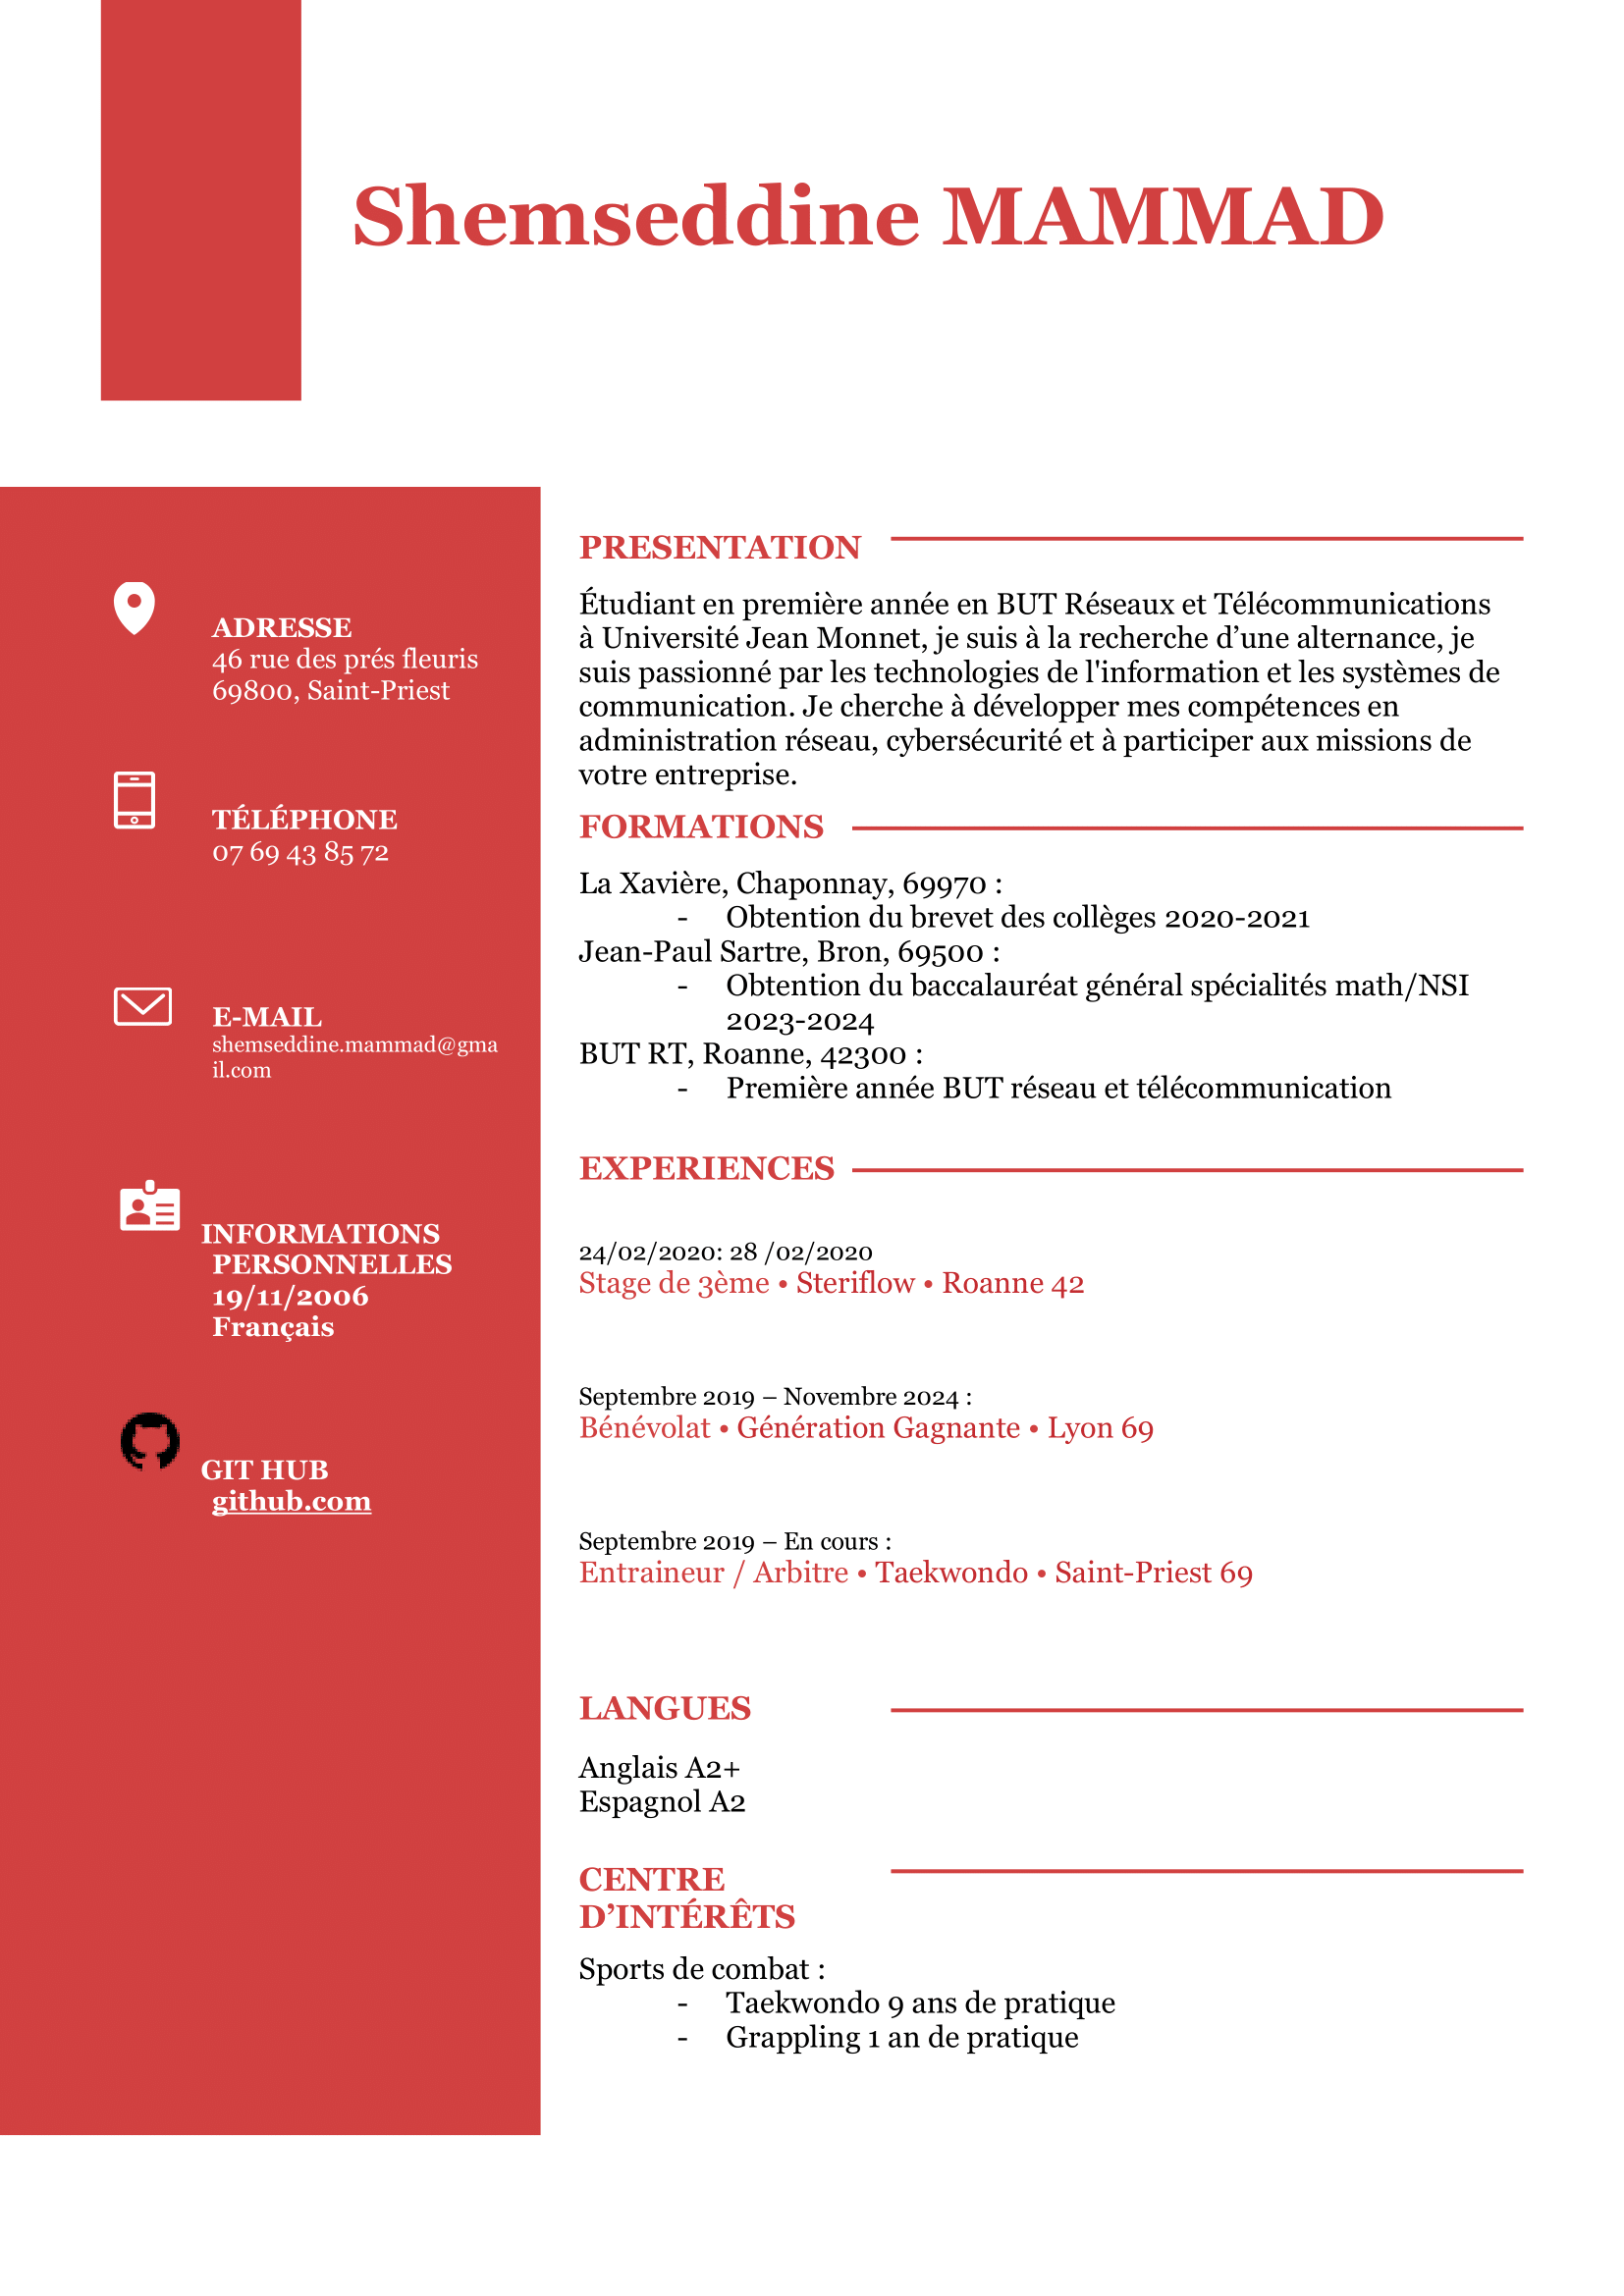 Shemseddine MAMMAD
ADRESSE
46 rue des prés fleuris
69800, Saint-Priest
TÉLÉPHONE
07 69 43 85 72
E-MAIL
shemseddine.mammad@gma
il.com
INFORMATIONS
PERSONNELLES
19/11/2006
Français
GIT HUB
github.com
PRESENTATION
Étudiant en première année en BUT Réseaux et Télécommunications
à Université Jean Monnet, je suis à la recherche d’une alternance, je
suis passionné par les technologies de l'information et les systèmes de
communication. Je cherche à développer mes compétences en
administration réseau, cybersécurité et à participer aux missions de
votre entreprise.
FORMATIONS
La Xavière, Chaponnay, 69970 :
- Obtention du brevet des collèges 2020-2021
Jean-Paul Sartre, Bron, 69500 :
- Obtention du baccalauréat général spécialités math/NSI
2023-2024
BUT RT, Roanne, 42300 :
- Première année BUT réseau et télécommunication
EXPERIENCES
24/02/2020: 28 /02/2020
Stage de 3ème • Steriflow • Roanne 42
Septembre 2019 – Novembre 2024 :
Bénévolat • Génération Gagnante • Lyon 69
Septembre 2019 – En cours :
Entraineur / Arbitre • Taekwondo • Saint-Priest 69
LANGUES
Anglais A2+
Espagnol A2
CENTRE
D’INTÉRÊTS
Sports de combat :
- Taekwondo 9 ans de pratique
- Grappling 1 an de pratique